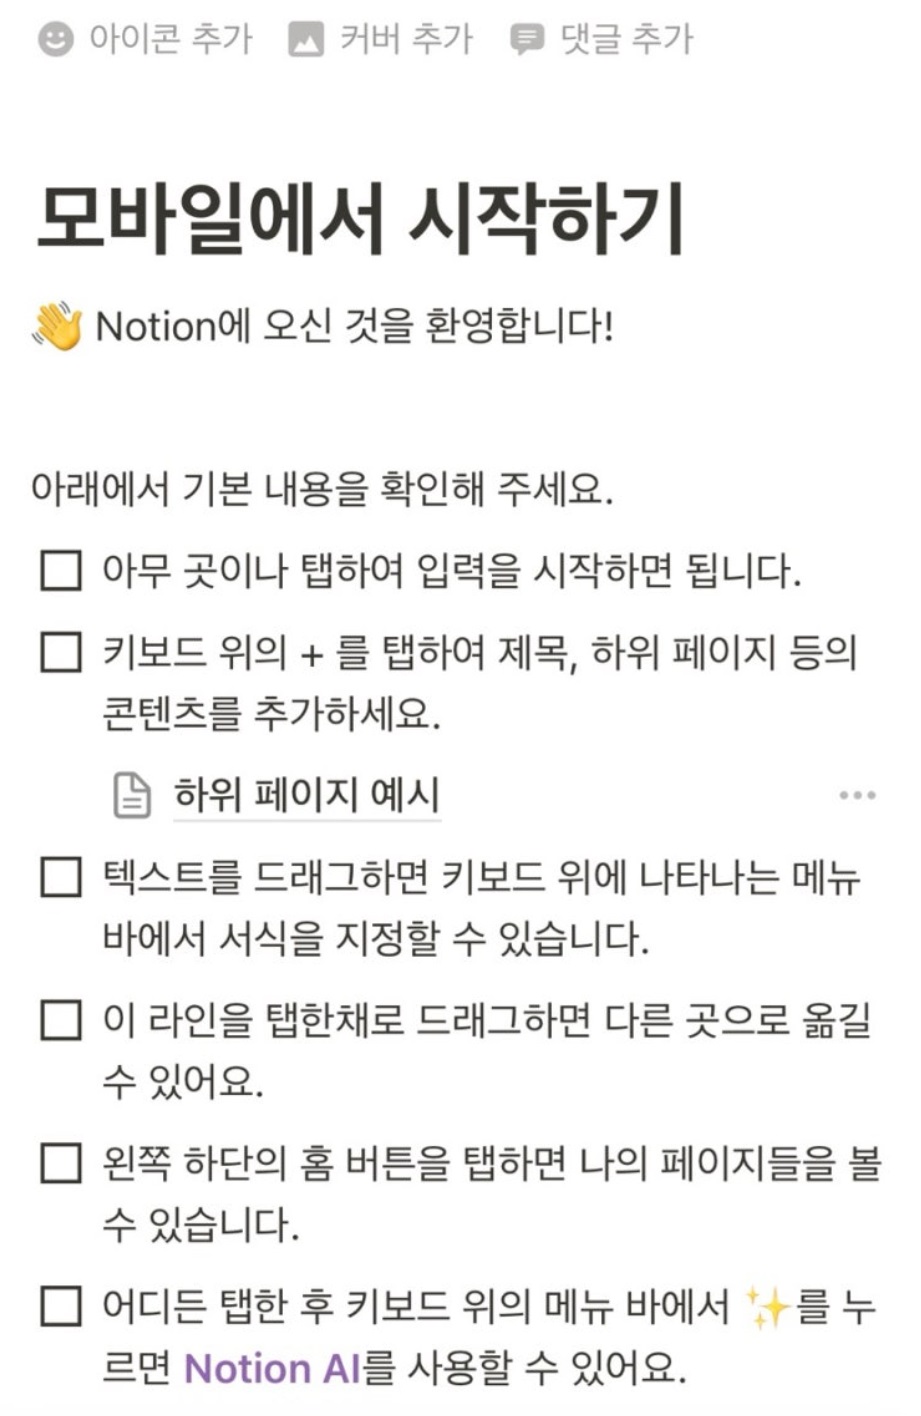 아이콘 추가 커버 추가 댓글 추가
모바일에서 시작하기
👋 Notion에 오신 것을 환영합니다!
아래에서 기본 내용을 확인해 주세요.
아무 곳이나 탭하여 입력을 시작하면 됩니다.
키보드 위의 + 를 탭하여 제목, 하위 페이지 등의
콘텐츠를 추가하세요.
하위 페이지 예시
텍스트를 드래그하면 키보드 위에 나타나는 메뉴
바에서 서식을 지정할 수 있습니다.
이 라인을 탭한채로 드래그하면 다른 곳으로 옮길
수 있어요.
왼쪽 하단의 홈 버튼을 탭하면 나의 페이지들을 볼
수 있습니다.
어디든 탭한 후 키보드 위의 메뉴 바에서 ✨를 누
르면 Notion AI를 사용할 수 있어요.